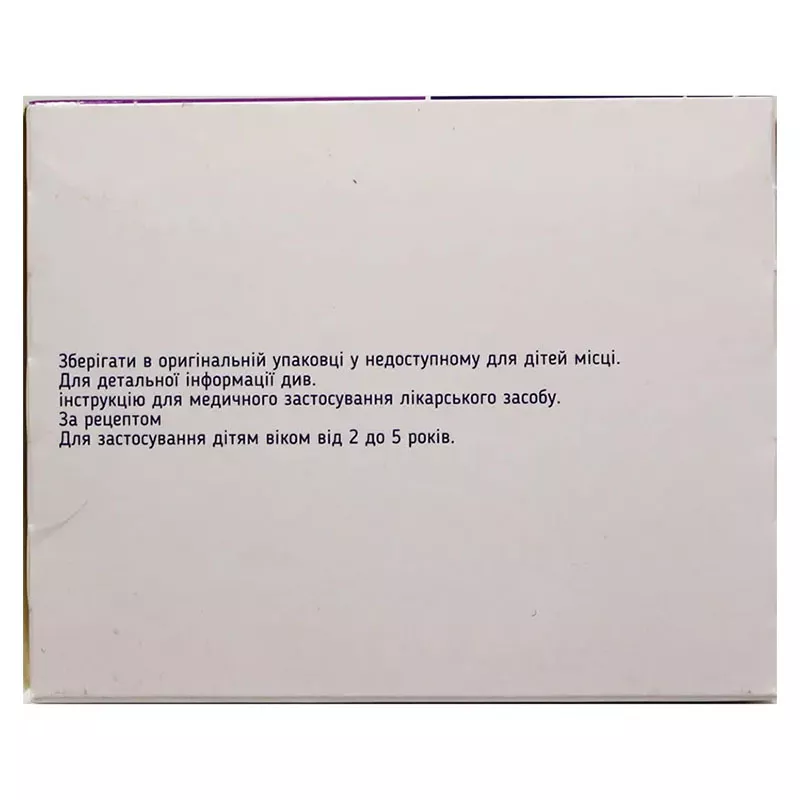 Зберігати в оригінальній упаковці у недоступному для дітей місці.
Для детальної інформації див.
інструкцію для медичного застосування лікарського засобу.
За рецептом
Для застосування дітям віком від 2 до 5 років.